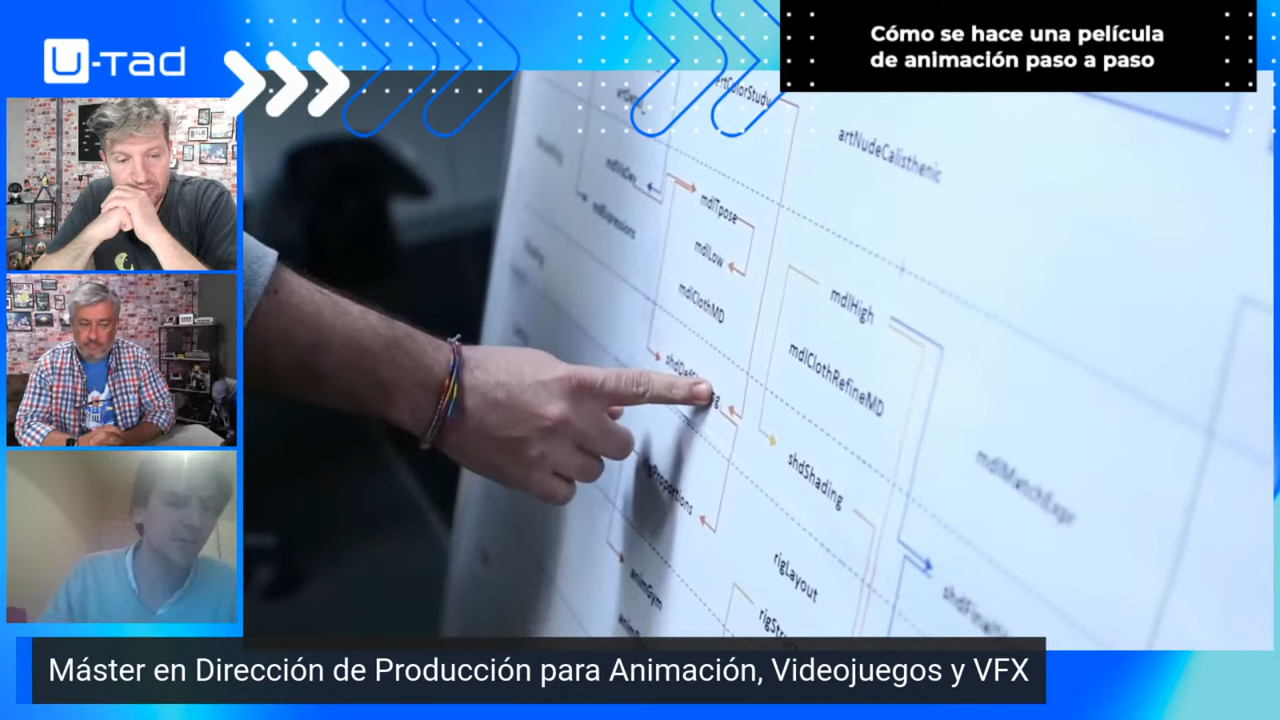 U-Tad
Cómo se hace una película
de animación paso a paso
artNudeCalisthenic
mdlTpose
mdlLow
mdlClothMD
mdlHigh
mdlClothRefineMD
shdShading
mdlMatchExpr
rigLayout
animGym
Máster en Dirección de Producción para Animación, Videojuegos y VFX